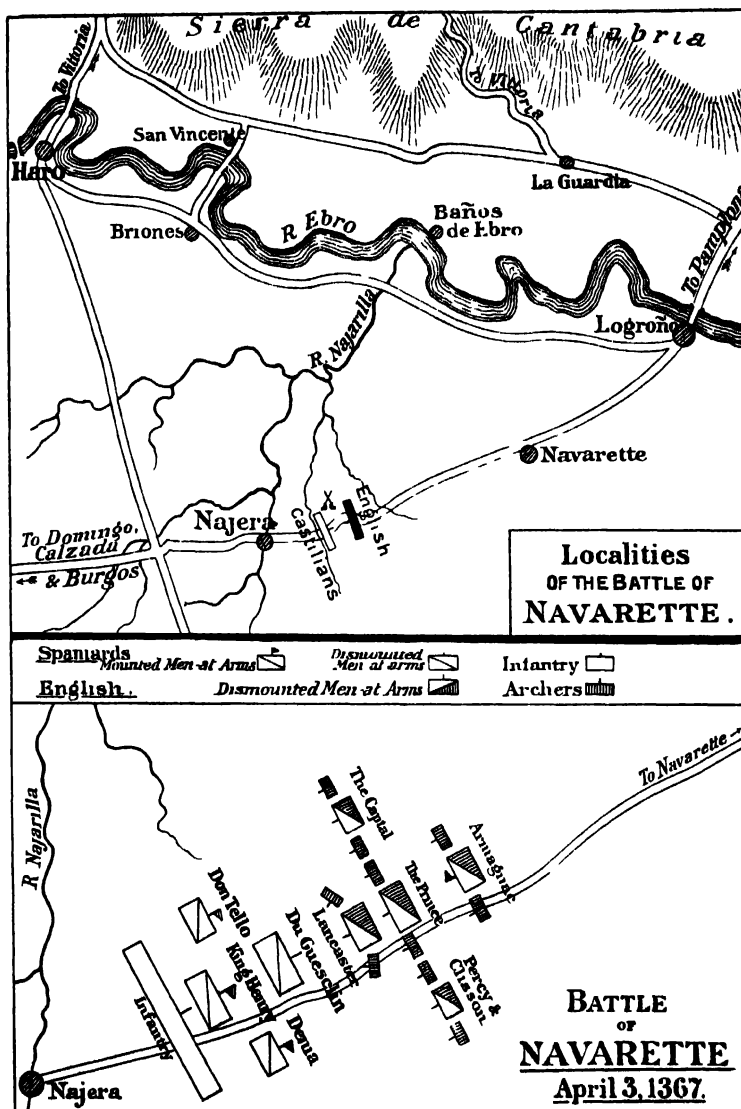 Sierra de Cantabria
To Vittoria
R Vittoria
San Vincente
Haro
La Guardia
Briones
R Ebro
Baños
de Ebro
To Pamplona
Logroño
R. Najarilla
Navarette
English
Castilians
Najera
To Domingo,
Calzadú
& Burgos
Localities
OF THE BATTLE OF
NAVARETTE.
Spaniards
Mounted Men-at Arms
Dismounted
Men at arms
Infantry
English.
Dismounted Men-at Arms
Archers
To Navarette
R Najarilla
The Captal
Armagnac
The Prince
Don Tello
Lancaster
Du Guesclin
King Henry
Percy &
Clisson
Infantry
Denia
Najera
BATTLE
OF
NAVARETTE
April 3, 1367.